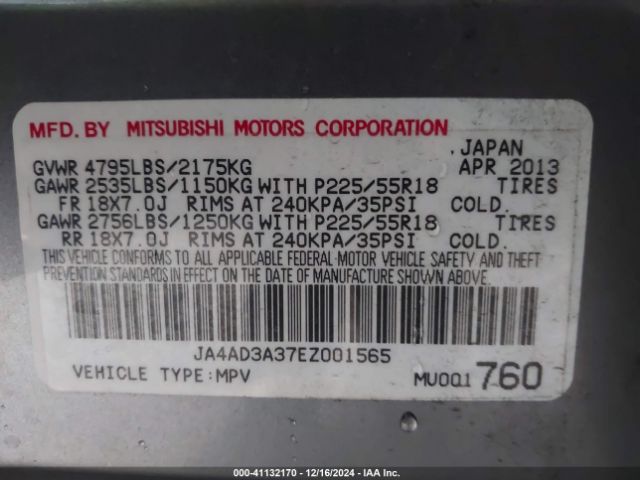 MFD. BY MITSUBISHI MOTORS CORPORATION
JAPAN
GVWR 4795LBS/2175KG APR 2013
GAWR 2535LBS/1150KG WITH P225/55R18 TIRES
FR 18X7.0J RIMS AT 240KPA/35PSI COLD.
GAWR 2756LBS/1250KG WITH P225/55R18 TIRES
RR 18X7.0J RIMS AT 240KPA/35PSI COLD.
THIS VEHICLE CONFORMS TO ALL APPLICABLE FEDERAL MOTOR VEHICLE SAFETY AND THEFT
PREVENTION STANDARDS IN EFFECT ON THE DATE OF MANUFACTURE SHOWN ABOVE.
JA4AD3A37EZ001565
VEHICLE TYPE:MPV MU001760
000-41132170 - 12/16/2024 - IAA Inc.